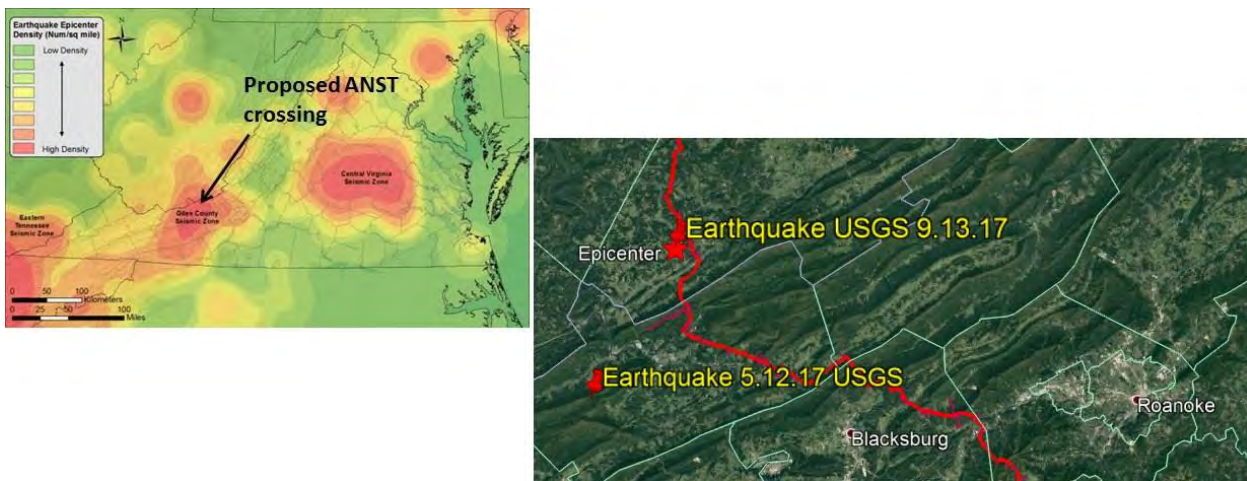 Earthquake Epicenter
Density (Num/sq mile)
N
Low Density
High Density
Proposed ANST
crossing
Central Virginia
Seismic Zone
Giles County
Seismic Zone
Eastern
Tennessee
Seismic Zone
0 50 100
Kilometers
0 25 50 100
Miles
Earthquake USGS 9.13.17
Epicenter
Earthquake 5.12.17 USGS
Roanoke
Blacksburg